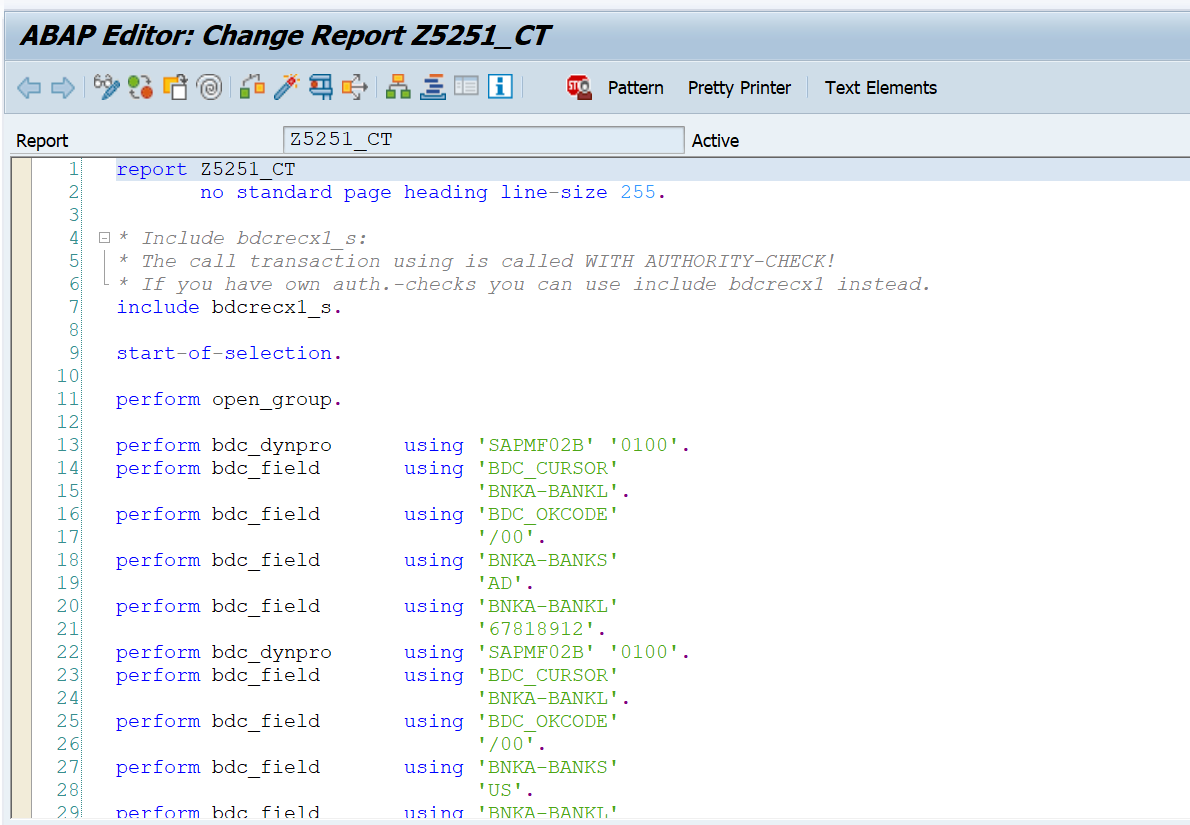 ABAP Editor: Change Report Z5251_CT
Pattern Pretty Printer Text Elements
Report Z5251_CT Active
1 report Z5251_CT
2 no standard page heading line-size 255.
3
4 * Include bdcrecx1_s:
5 * The call transaction using is called WITH AUTHORITY-CHECK!
6 * If you have own auth.-checks you can use include bdcrecx1 instead.
7 include bdcrecx1_s.
8
9 start-of-selection.
10
11 perform open_group.
12
13 perform bdc_dynpro using 'SAPMF02B' '0100'.
14 perform bdc_field using 'BDC_CURSOR'
15 'BNKA-BANKL'.
16 perform bdc_field using 'BDC_OKCODE'
17 '/00'.
18 perform bdc_field using 'BNKA-BANKS'
19 'AD'.
20 perform bdc_field using 'BNKA-BANKL'
21 '67818912'.
22 perform bdc_dynpro using 'SAPMF02B' '0100'.
23 perform bdc_field using 'BDC_CURSOR'
24 'BNKA-BANKL'.
25 perform bdc_field using 'BDC_OKCODE'
26 '/00'.
27 perform bdc_field using 'BNKA-BANKS'
28 'US'.
29 perform bdc_field using 'BNKA-BANKL'